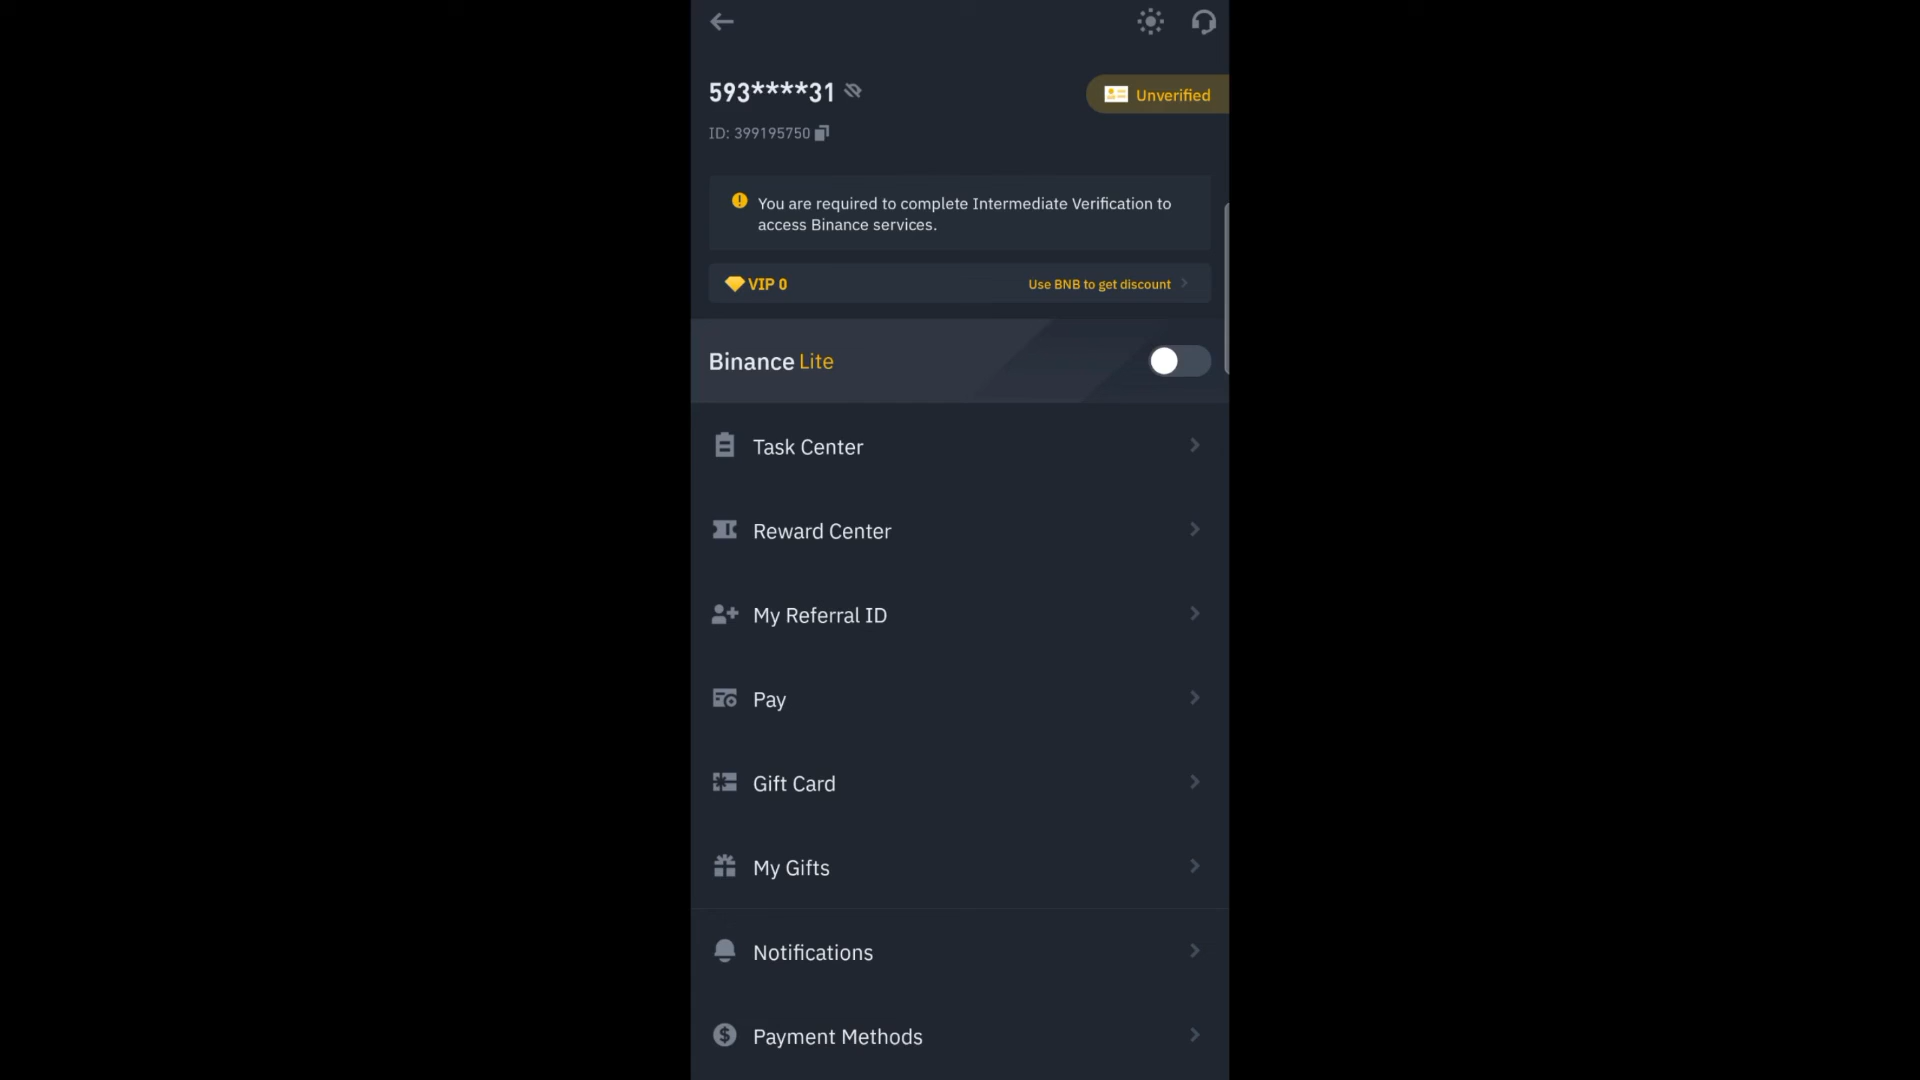 593****31
Unverified
ID: 399195750
You are required to complete Intermediate Verification to
access Binance services.
VIP 0
Use BNB to get discount
Binance Lite
Task Center
Reward Center
My Referral ID
Pay
Gift Card
My Gifts
Notifications
Payment Methods